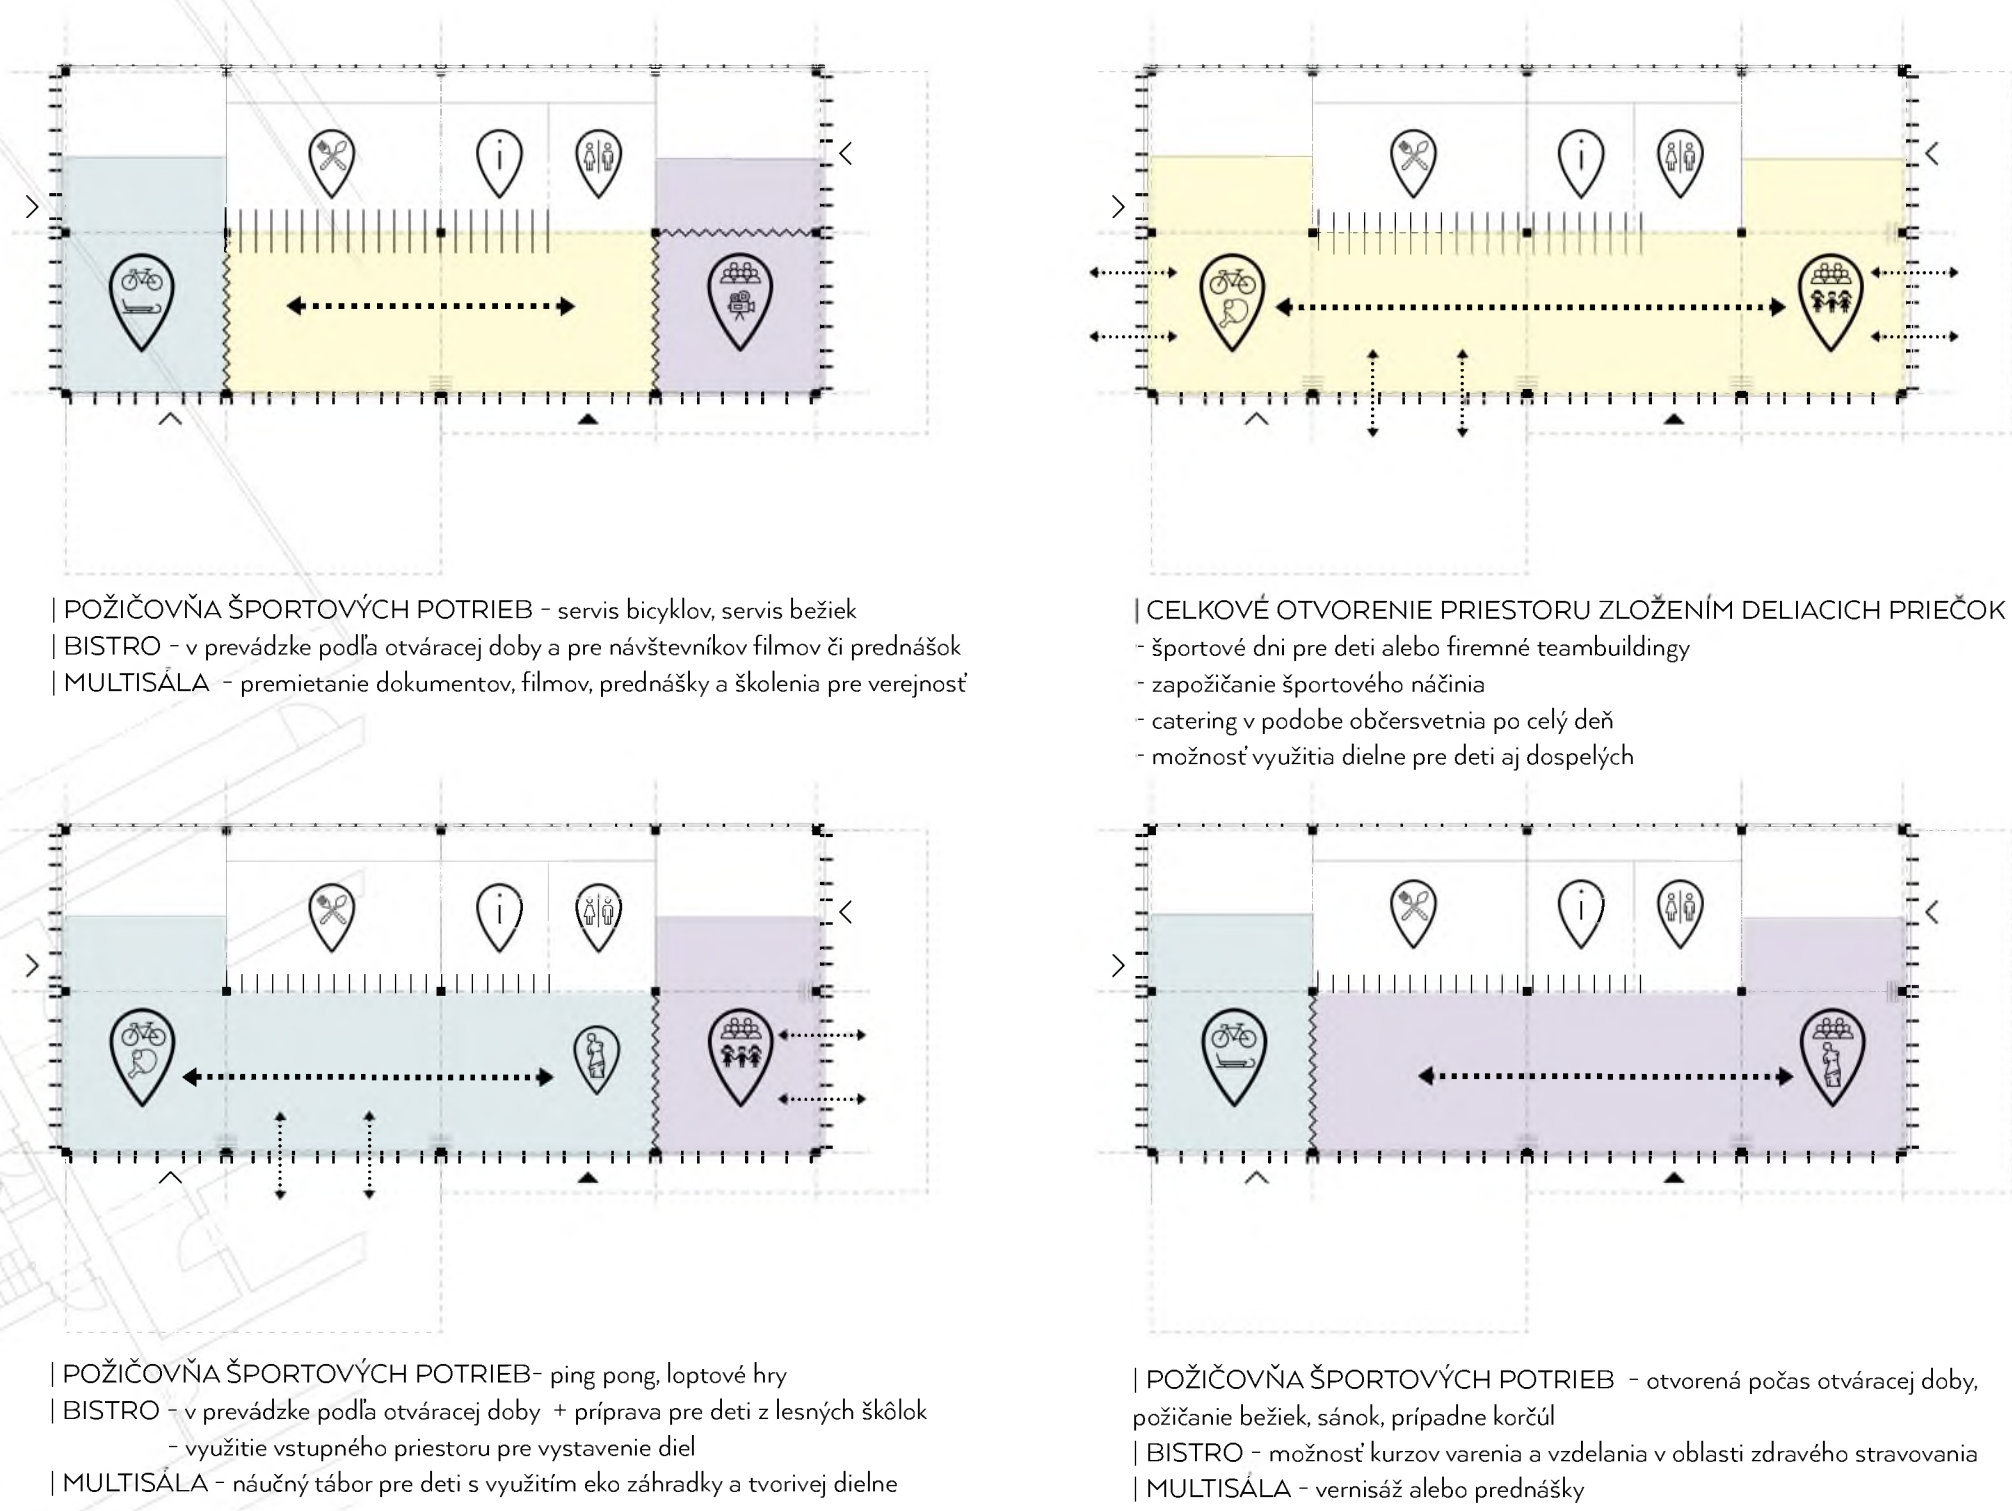 i
i
| POŽIČOVŇA ŠPORTOVÝCH POTRIEB - servis bicyklov, servis bežiek
| BISTRO - v prevádzke podľa otváracej doby a pre návštevníkov filmov či prednášok
| MULTISÁLA - premietanie dokumentov, filmov, prednášky a školenia pre verejnosť
| CELKOVÉ OTVORENIE PRIESTORU ZLOŽENÍM DELIACICH PRIEČOK
- športové dni pre deti alebo firemné teambuildingy
- zapožičanie športového náčinia
- catering v podobe občersvetnia po celý deň
- možnosť využitia dielne pre deti aj dospelých
i
i
| POŽIČOVŇA ŠPORTOVÝCH POTRIEB- ping pong, loptové hry
| BISTRO - v prevádzke podľa otváracej doby + príprava pre deti z lesných škôlok
- využitie vstupného priestoru pre vystavenie diel
| MULTISÁLA - náučný tábor pre deti s využitím eko záhradky a tvorivej dielne
| POŽIČOVŇA ŠPORTOVÝCH POTRIEB - otvorená počas otváracej doby,
požičanie bežiek, sánok, prípadne korčúl
| BISTRO - možnosť kurzov varenia a vzdelania v oblasti zdravého stravovania
| MULTISÁLA - vernisáž alebo prednášky